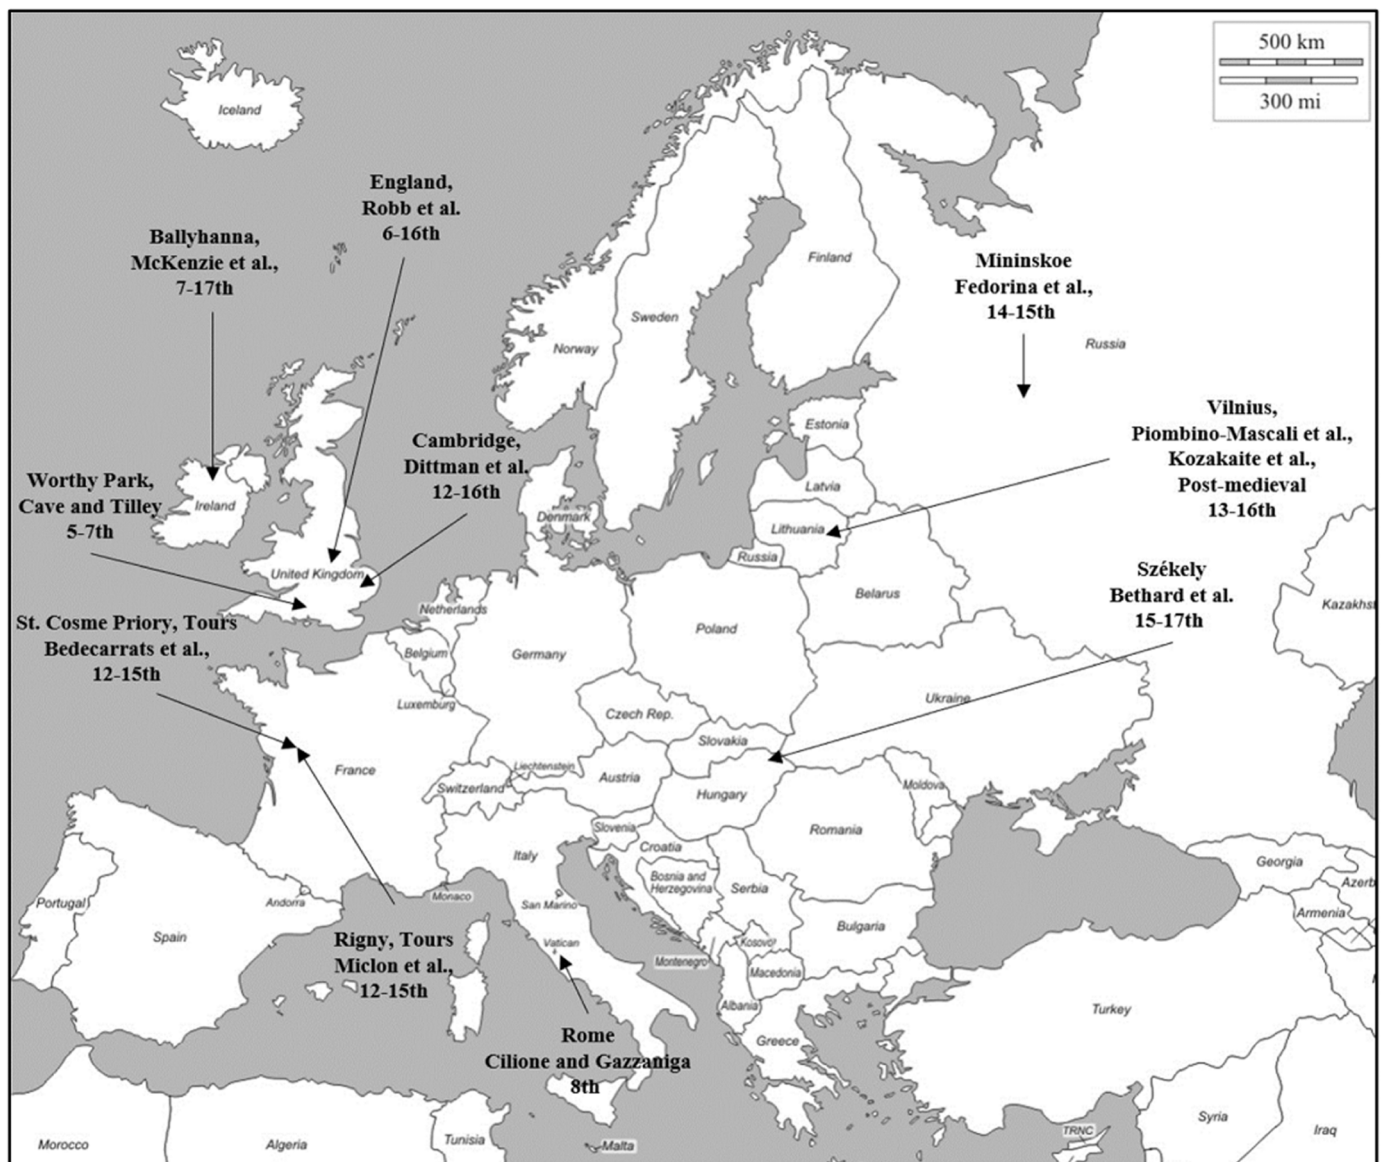 500 km
300 mi
Iceland
England,
Robb et al.
6-16th
Ballyhanna,
McKenzie et al.,
7-17th
Finland
Mininskoe
Fedorina et al.,
14-15th
Sweden
Norway
Russia
Vilnius,
Piombino-Mascali et al.,
Kozakaite et al.,
Post-medieval
13-16th
Estonia
Cambridge,
Dittman et al.
12-16th
Worthy Park,
Cave and Tilley
5-7th
Ireland
Latvia
Denmark
Lithuania
Russia
United Kingdom
Székely
Bethard et al.
15-17th
Belarus
Kazakhst
Netherlands
St. Cosme Priory, Tours
Bedecarrats et al.,
12-15th
Poland
Belgium
Germany
Luxemburg
Ukraine
Czech Rep.
Slovakia
France
Liechtenstein
Austria
Switzerland
Hungary
Moldova
Slovenia
Romania
Croatia
Italy
Georgia
Bosnia and
Herzegovina
Serbia
Azerb
Monaco
Andorra
Portugal
San Marino
Armenia
Bulgaria
Spain
Rigny, Tours
Miclon et al.,
12-15th
Vatican
Kosovo
Montenegro
Macedonia
Albania
Turkey
Greece
Rome
Cilione and Gazzaniga
8th
Syria
Iraq
TRNC
Morocco
Algeria
Tunisia
Malta